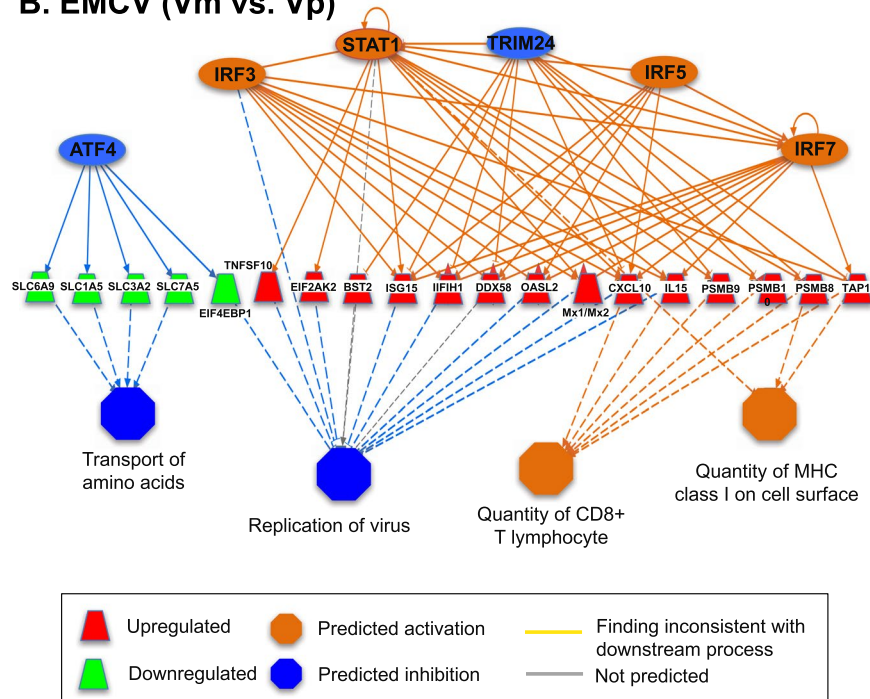 B. EMCV (Vm vs. Vp)
STAT1
TRIM24
IRF3
IRF5
ATF4
IRF7
TNFSF10
SLC6A9
SLC1A5
SLC3A2
SLC7A5
EIF2AK2
BST2
ISG15
IIFIH1
DDX58
OASL2
CXCL10
IL15
PSMB9
PSMB1
0
PSMB8
TAP1
EIF4EBP1
Mx1/Mx2
Transport of
amino acids
Replication of virus
Quantity of CD8+
T lymphocyte
Quantity of MHC
class I on cell surface
Upregulated
Predicted activation
Finding inconsistent with
downstream process
Downregulated
Predicted inhibition
Not predicted